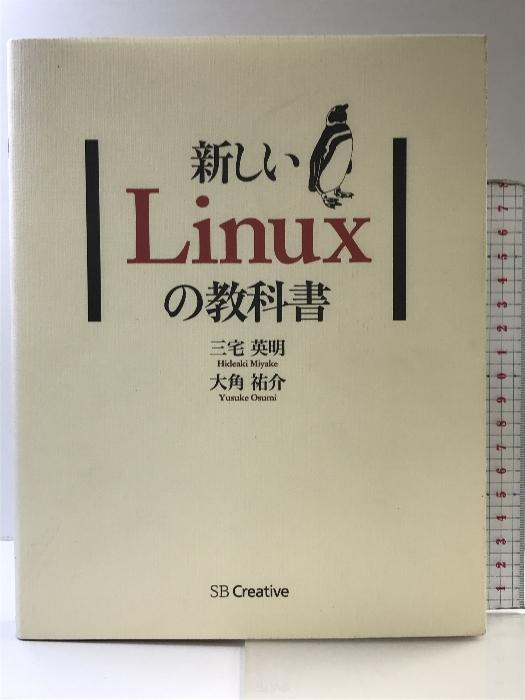 新しい
Linux
の教科書
三宅 英明
Hideaki Miyake
大角 祐介
Yusuke Osumi
SB Creative